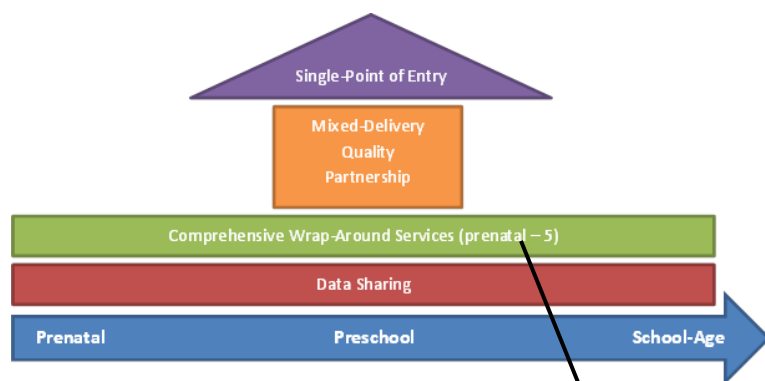 Single-Point of Entry
Mixed-Delivery
Quality
Partnership
Comprehensive Wrap-Around Services (prenatal – 5)
Data Sharing
Prenatal Preschool School-Age